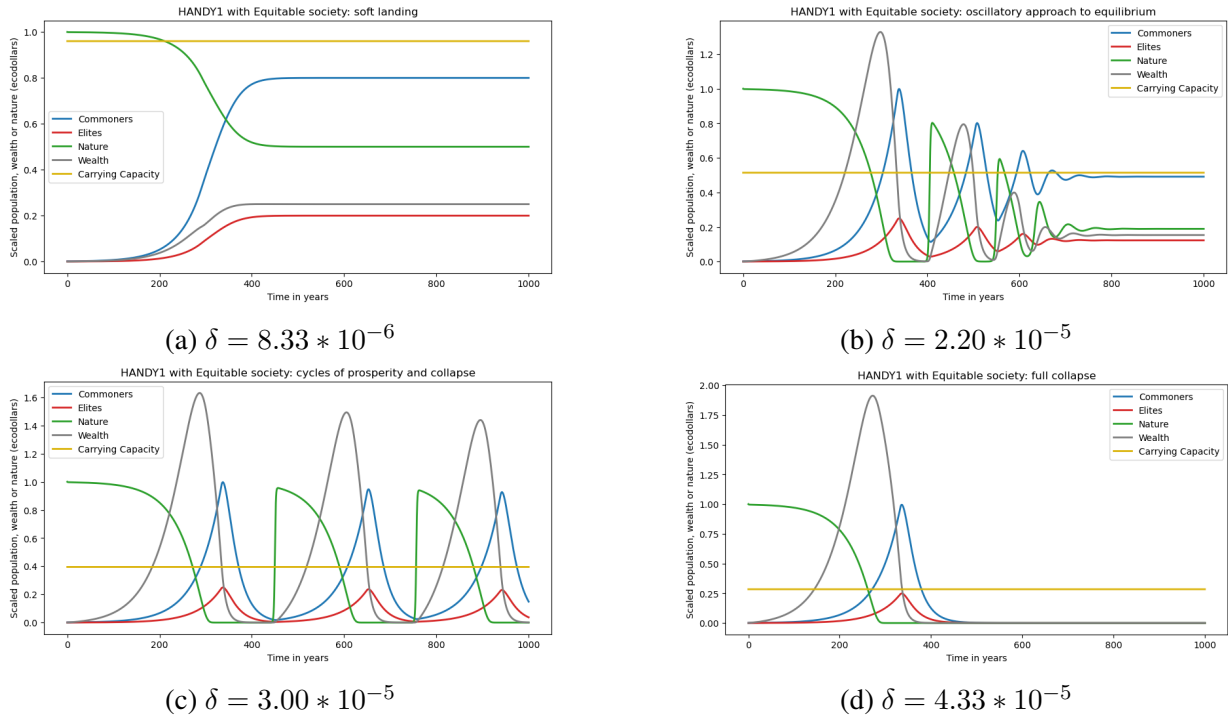 HANDY1 with Equitable society: soft landing
Scaled population, wealth or nature (ecodollars)
1.0
0.8
0.6
0.4
0.2
0.0
Commoners
Elites
Nature
Wealth
Carrying Capacity
0
200
400
600
800
1000
Time in years
(a) δ = 8.33 ∗ 10⁻⁶
HANDY1 with Equitable society: oscillatory approach to equilibrium
Scaled population, wealth or nature (ecodollars)
1.2
1.0
0.8
0.6
0.4
0.2
0.0
Commoners
Elites
Nature
Wealth
Carrying Capacity
0
200
400
600
800
1000
Time in years
(b) δ = 2.20 ∗ 10⁻⁵
HANDY1 with Equitable society: cycles of prosperity and collapse
Scaled population, wealth or nature (ecodollars)
1.6
1.4
1.2
1.0
0.8
0.6
0.4
0.2
0.0
Commoners
Elites
Nature
Wealth
Carrying Capacity
0
200
400
600
800
1000
Time in years
(c) δ = 3.00 ∗ 10⁻⁵
HANDY1 with Equitable society: full collapse
Scaled population, wealth or nature (ecodollars)
2.00
1.75
1.50
1.25
1.00
0.75
0.50
0.25
0.00
Commoners
Elites
Nature
Wealth
Carrying Capacity
0
200
400
600
800
1000
Time in years
(d) δ = 4.33 ∗ 10⁻⁵